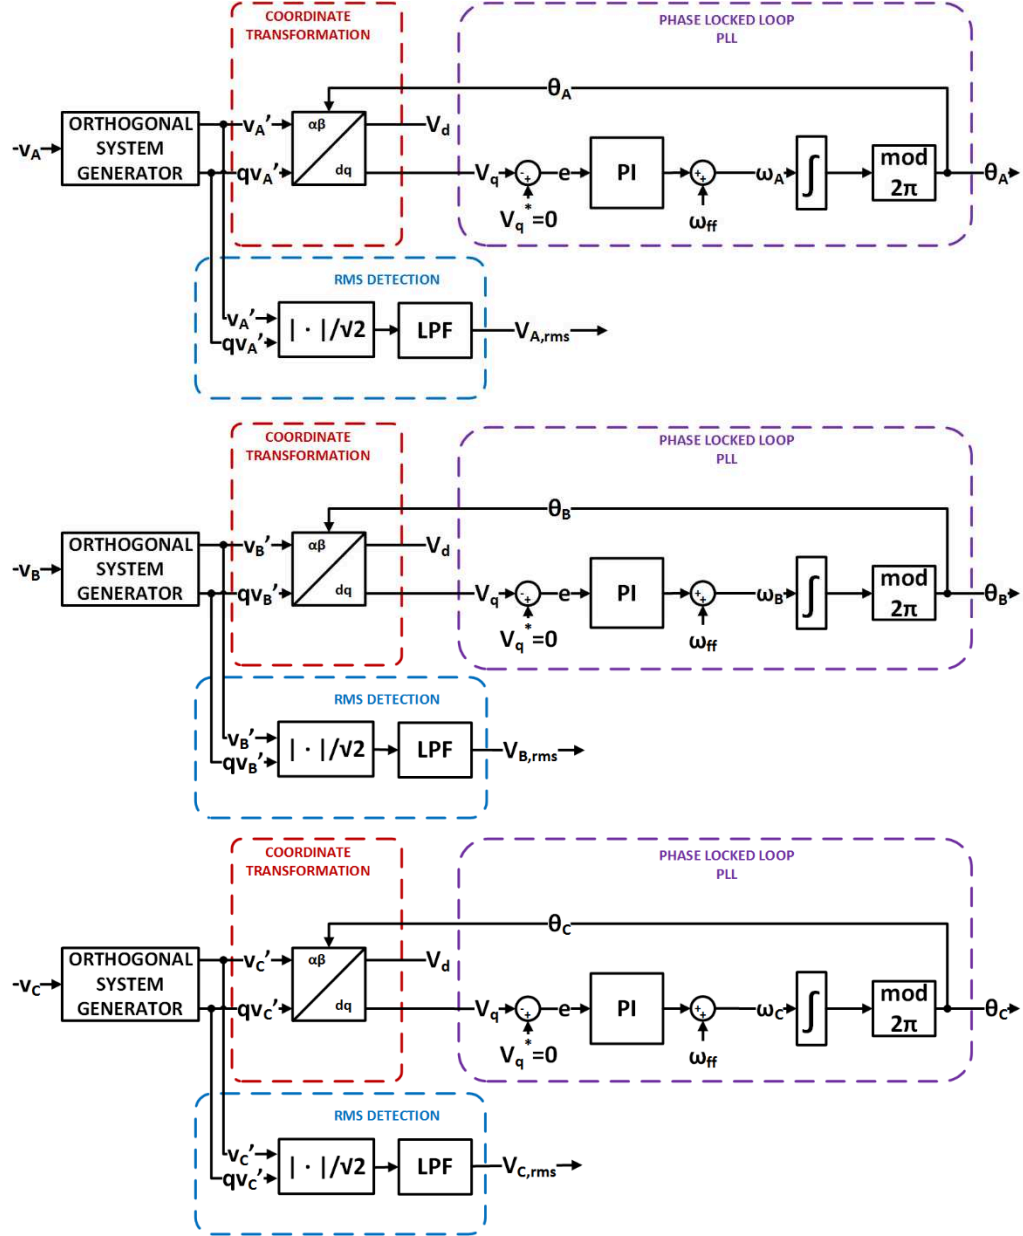 COORDINATE
TRANSFORMATION
PHASE LOCKED LOOP
PLL
θA
-vA
ORTHOGONAL
SYSTEM
GENERATOR
vA'
qvA'
αβ
dq
Vd
Vq
- +
Vq*=0
e
PI
+ +
ωff
ωA
∫
mod
2π
θA
RMS DETECTION
vA'
qvA'
| · |/√2
LPF
VA,rms
COORDINATE
TRANSFORMATION
PHASE LOCKED LOOP
PLL
θB
-vB
ORTHOGONAL
SYSTEM
GENERATOR
vB'
qvB'
αβ
dq
Vd
Vq
- +
Vq*=0
e
PI
+ +
ωff
ωB
∫
mod
2π
θB
RMS DETECTION
vB'
qvB'
| · |/√2
LPF
VB,rms
COORDINATE
TRANSFORMATION
PHASE LOCKED LOOP
PLL
θC
-vC
ORTHOGONAL
SYSTEM
GENERATOR
vC'
qvC'
αβ
dq
Vd
Vq
- +
Vq*=0
e
PI
+ +
ωff
ωC
∫
mod
2π
θC
RMS DETECTION
vC'
qvC'
| · |/√2
LPF
VC,rms